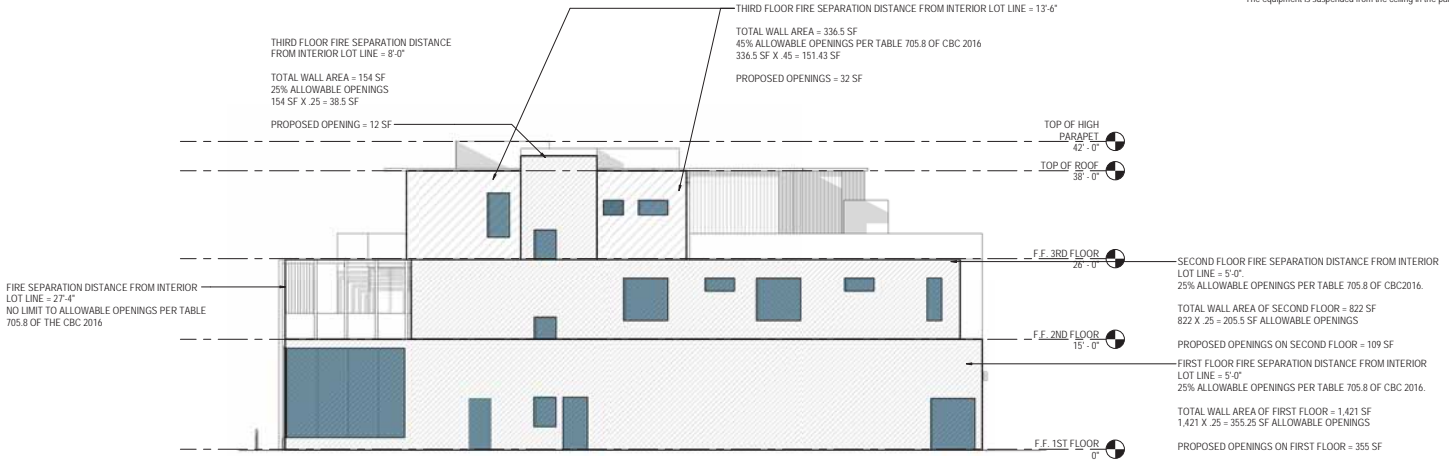 The equipment is suspended from the ceiling in the
THIRD FLOOR FIRE SEPARATION DISTANCE FROM INTERIOR LOT LINE = 13'-6"
TOTAL WALL AREA = 336.5 SF
45% ALLOWABLE OPENINGS PER TABLE 705.8 OF CBC 2016
336.5 SF X .45 = 151.43 SF
PROPOSED OPENINGS = 32 SF
THIRD FLOOR FIRE SEPARATION DISTANCE
FROM INTERIOR LOT LINE = 8'-0"
TOTAL WALL AREA = 154 SF
25% ALLOWABLE OPENINGS
154 SF X .25 = 38.5 SF
PROPOSED OPENING = 12 SF
TOP OF HIGH
PARAPET
42' - 0"
TOP OF ROOF
38' - 0"
F.F. 3RD FLOOR
26' - 0"
FIRE SEPARATION DISTANCE FROM INTERIOR
LOT LINE = 27'-4"
NO LIMIT TO ALLOWABLE OPENINGS PER TABLE
705.8 OF THE CBC 2016
SECOND FLOOR FIRE SEPARATION DISTANCE FROM INTERIOR
LOT LINE = 5'-0".
25% ALLOWABLE OPENINGS PER TABLE 705.8 OF CBC2016.
TOTAL WALL AREA OF SECOND FLOOR = 822 SF
822 X .25 = 205.5 SF ALLOWABLE OPENINGS
PROPOSED OPENINGS ON SECOND FLOOR = 109 SF
F.F. 2ND FLOOR
15' - 0"
FIRST FLOOR FIRE SEPARATION DISTANCE FROM INTERIOR
LOT LINE = 5'-0"
25% ALLOWABLE OPENINGS PER TABLE 705.8 OF CBC 2016.
TOTAL WALL AREA OF FIRST FLOOR = 1,421 SF
1,421 X .25 = 355.25 SF ALLOWABLE OPENINGS
PROPOSED OPENINGS ON FIRST FLOOR = 355 SF
F.F. 1ST FLOOR
0"